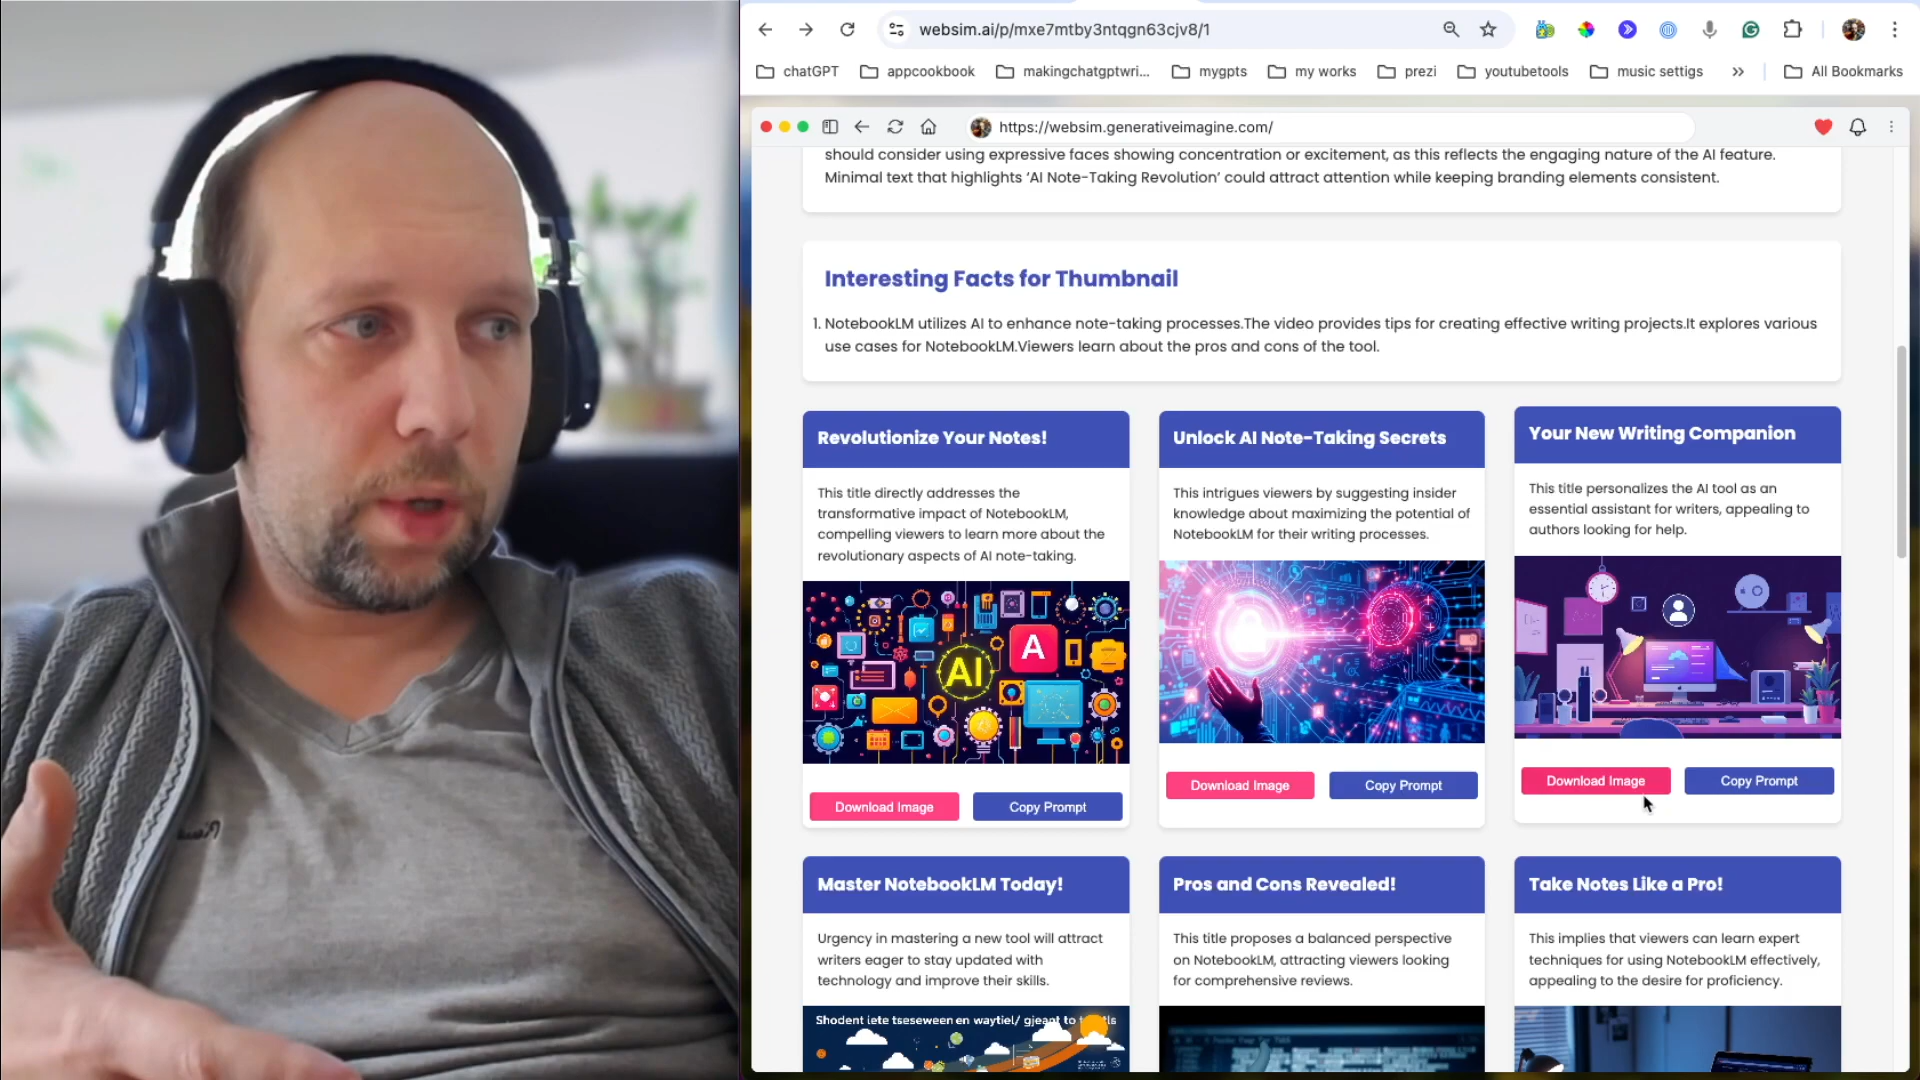 websim.ai/p/mxe7mtby3ntqgn63cjv8/1
chatGPT
appcookbook
makingchatgptwri...
mygpts
my works
prezi
youtubetools
music settigs
All Bookmarks
https://websim.generativeimagine.com/
should consider using expressive faces showing concentration or excitement, as this reflects the engaging nature of the AI feature.
Minimal text that highlights ‘AI Note-Taking Revolution’ could attract attention while keeping branding elements consistent.
Interesting Facts for Thumbnail
1. NotebookLM utilizes AI to enhance note-taking processes.The video provides tips for creating effective writing projects.It explores various
use cases for NotebookLM.Viewers learn about the pros and cons of the tool.
Revolutionize Your Notes!
This title directly addresses the
transformative impact of NotebookLM,
compelling viewers to learn more about the
revolutionary aspects of AI note-taking.
AI
A
Download Image
Copy Prompt
Unlock AI Note-Taking Secrets
This intrigues viewers by suggesting insider
knowledge about maximizing the potential of
NotebookLM for their writing processes.
Download Image
Copy Prompt
Your New Writing Companion
This title personalizes the AI tool as an
essential assistant for writers, appealing to
authors looking for help.
Download Image
Copy Prompt
Master NotebookLM Today!
Urgency in mastering a new tool will attract
writers eager to stay updated with
technology and improve their skills.
Shodent iete tseseween en waytiel/ gjeant to
Pros and Cons Revealed!
This title proposes a balanced perspective
on NotebookLM, attracting viewers looking
for comprehensive reviews.
Take Notes Like a Pro!
This implies that viewers can learn expert
techniques for using NotebookLM effectively,
appealing to the desire for proficiency.